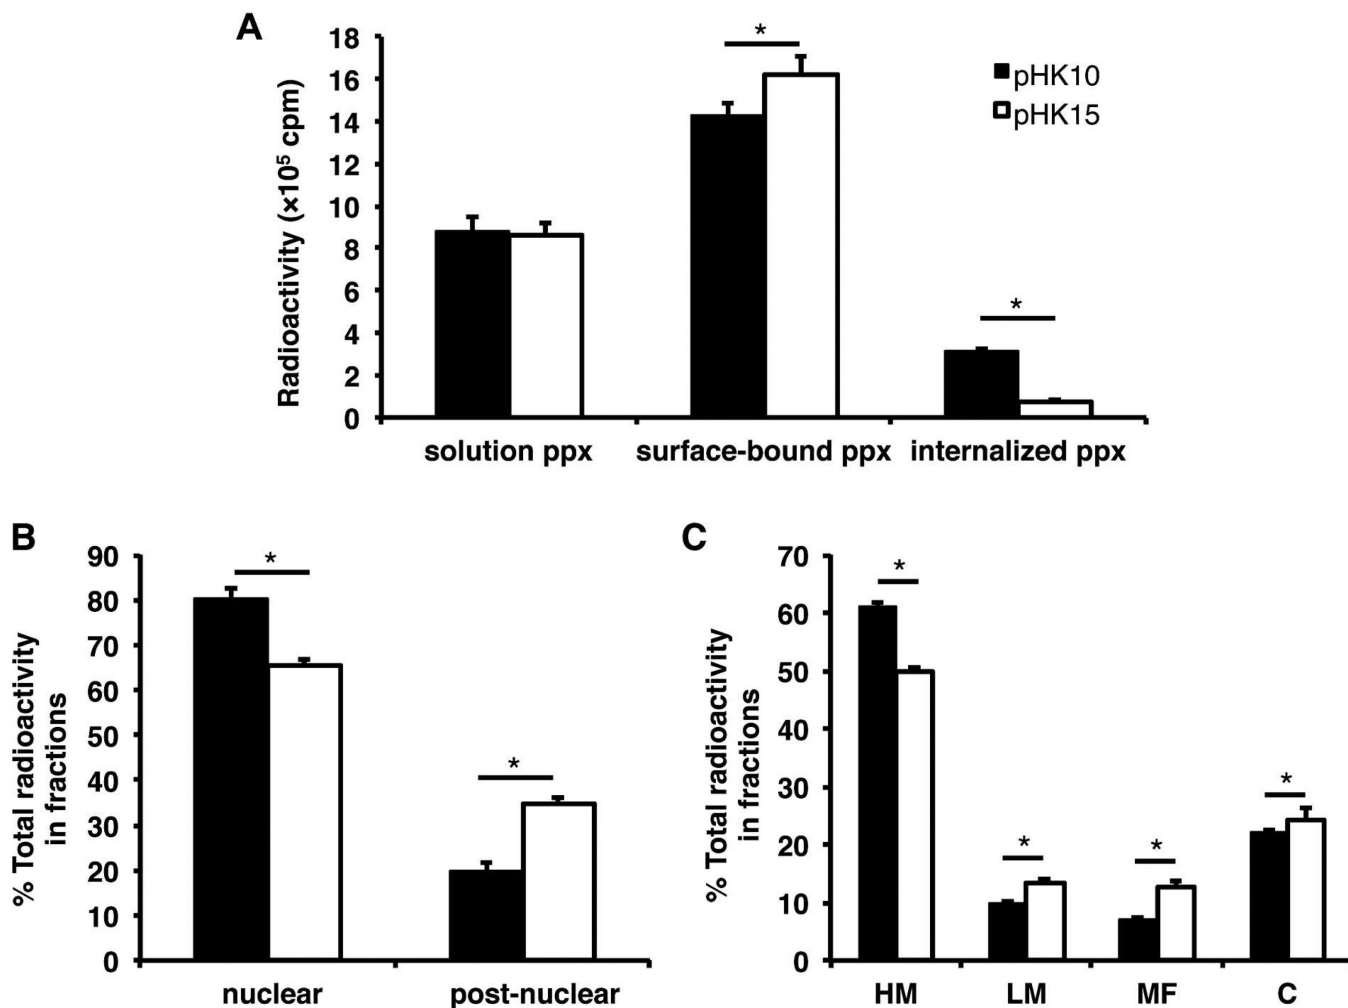 A
Radioactivity (×10⁵ cpm)
18
16
14
12
10
8
6
4
2
0
*
*
pHK10
pHK15
solution ppx
surface-bound ppx
internalized ppx
B
% Total radioactivity
in fractions
90
80
70
60
50
40
30
20
10
0
*
*
nuclear
post-nuclear
C
% Total radioactivity
in fractions
70
60
50
40
30
20
10
0
*
*
*
*
HM
LM
MF
C